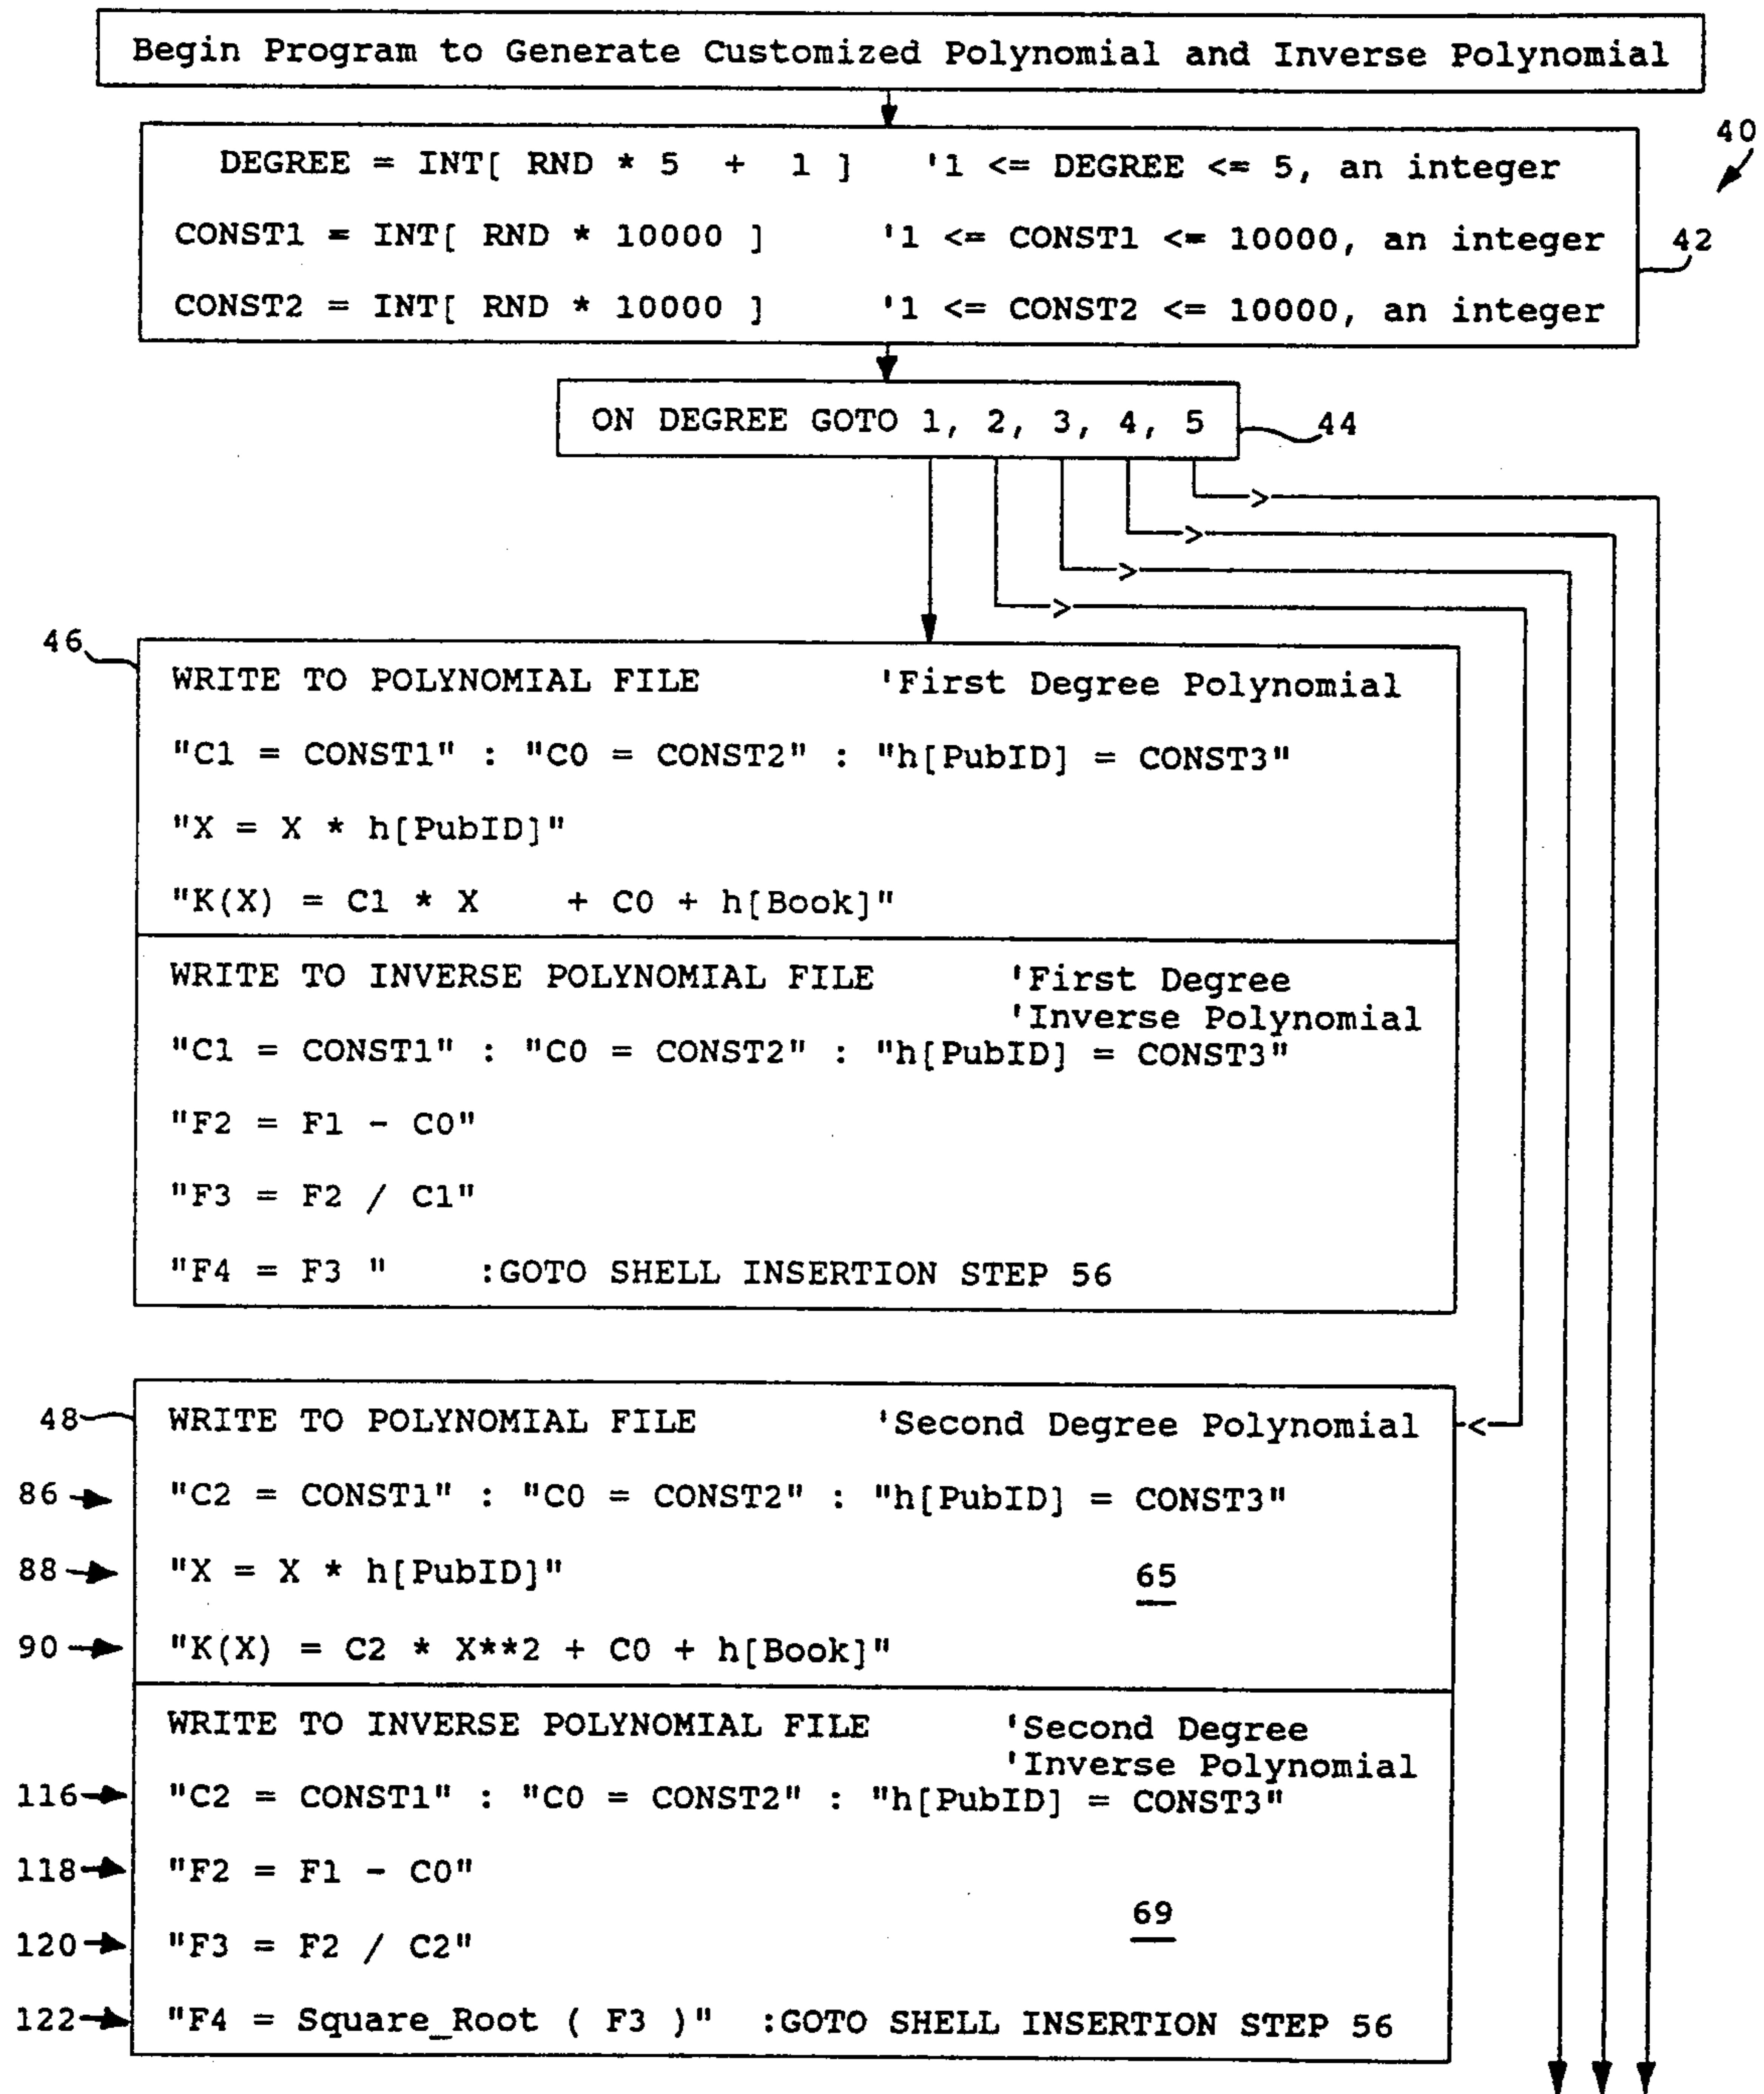 Begin Program to Generate Customized Polynomial and Inverse Polynomial
40
DEGREE = INT[ RND * 5 + 1 ] '1 <= DEGREE <= 5, an integer
CONST1 = INT[ RND * 10000 ] '1 <= CONST1 <= 10000, an integer 42
CONST2 = INT[ RND * 10000 ] '1 <= CONST2 <= 10000, an integer
ON DEGREE GOTO 1, 2, 3, 4, 5 44
46
WRITE TO POLYNOMIAL FILE 'First Degree Polynomial
"C1 = CONST1" : "C0 = CONST2" : "h[PubID] = CONST3"
"X = X * h[PubID]"
"K(X) = C1 * X + C0 + h[Book]"
WRITE TO INVERSE POLYNOMIAL FILE 'First Degree
'Inverse Polynomial
"C1 = CONST1" : "C0 = CONST2" : "h[PubID] = CONST3"
"F2 = F1 - C0"
"F3 = F2 / C1"
"F4 = F3 " :GOTO SHELL INSERTION STEP 56
48 WRITE TO POLYNOMIAL FILE 'Second Degree Polynomial
86 "C2 = CONST1" : "C0 = CONST2" : "h[PubID] = CONST3"
88 "X = X * h[PubID]" 65
90 "K(X) = C2 * X**2 + C0 + h[Book]"
WRITE TO INVERSE POLYNOMIAL FILE 'Second Degree
'Inverse Polynomial
116 "C2 = CONST1" : "C0 = CONST2" : "h[PubID] = CONST3"
118 "F2 = F1 - C0"
69
120 "F3 = F2 / C2"
122 "F4 = Square_Root ( F3 )" :GOTO SHELL INSERTION STEP 56